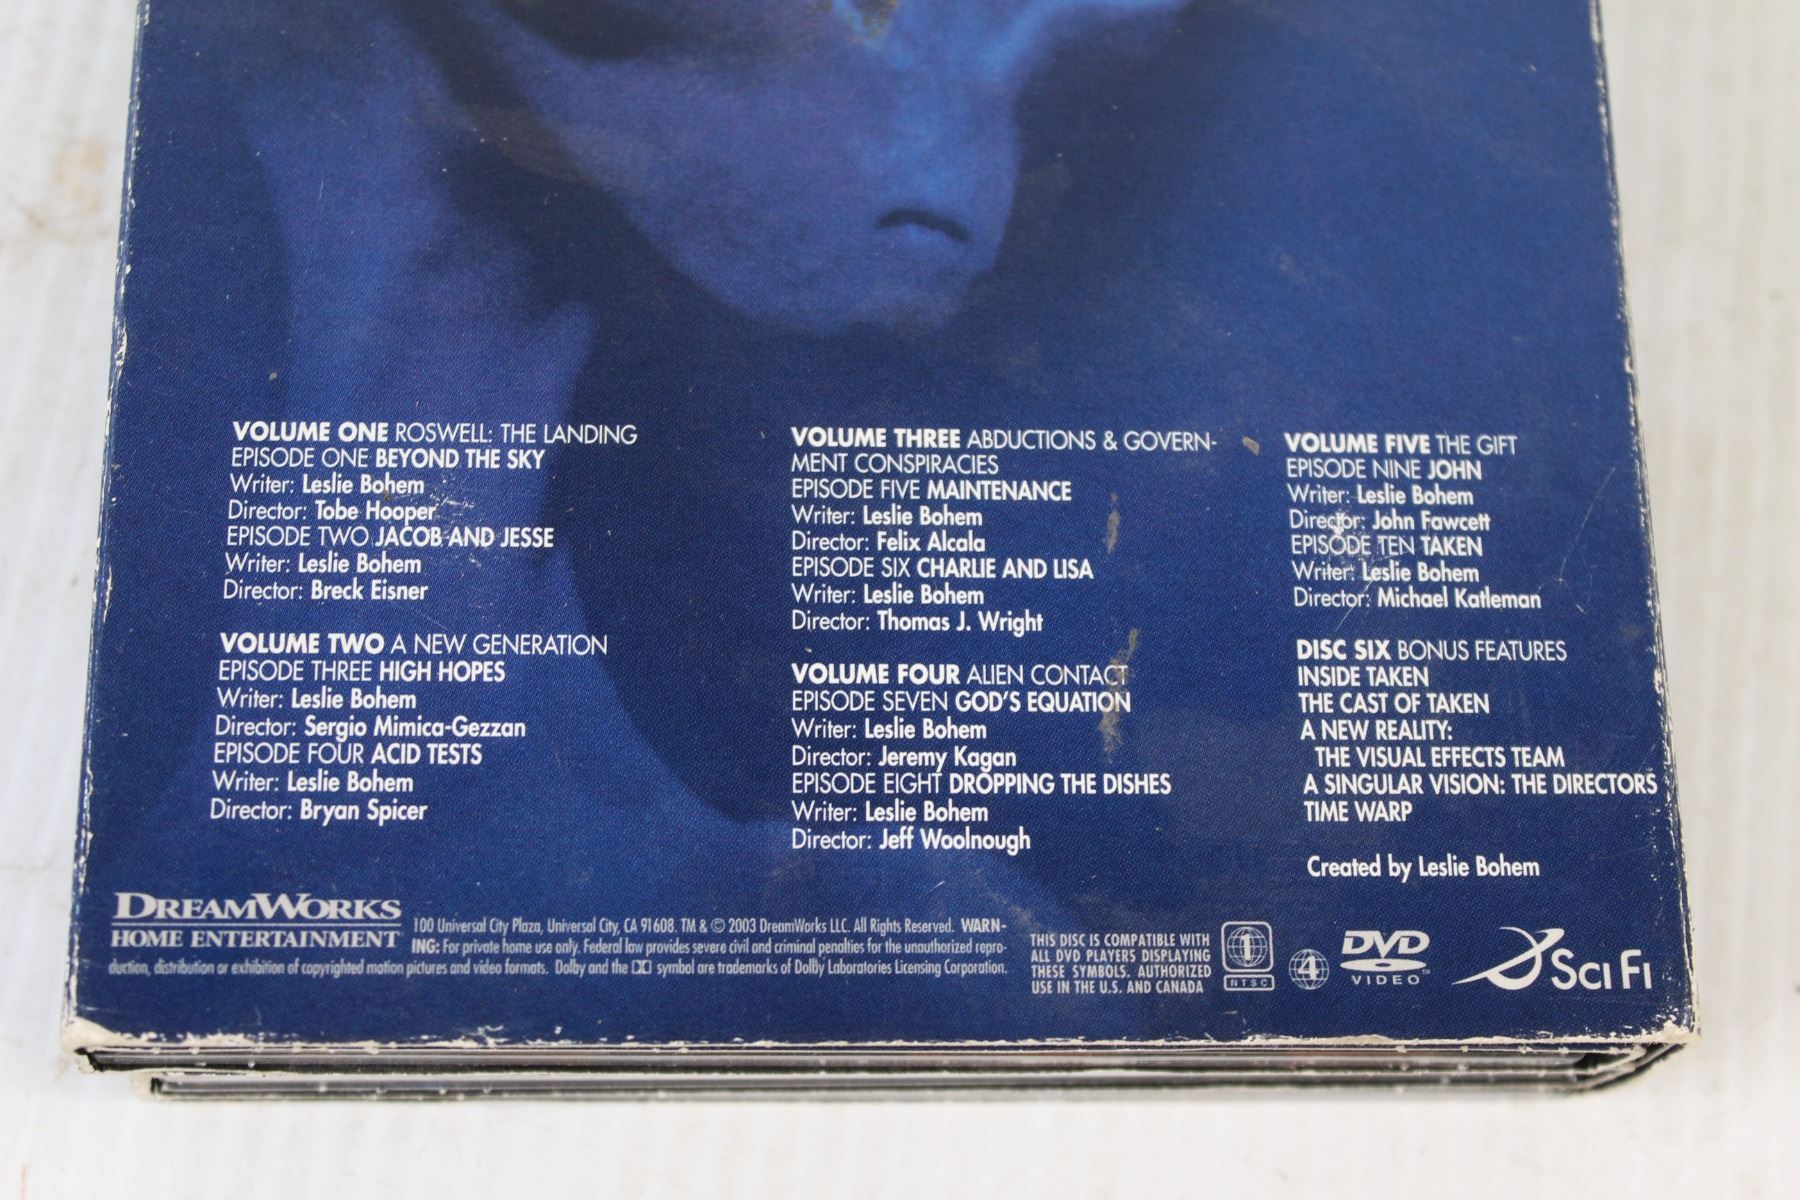 VOLUME ONE ROSWELL: THE LANDING
EPISODE ONE BEYOND THE SKY
Writer: Leslie Bohem
Director: Tobe Hooper
EPISODE TWO JACOB AND JESSE
Writer: Leslie Bohem
Director: Breck Eisner
VOLUME TWO A NEW GENERATION
EPISODE THREE HIGH HOPES
Writer: Leslie Bohem
Director: Sergio Mimica-Gezzan
EPISODE FOUR ACID TESTS
Writer: Leslie Bohem
Director: Bryan Spicer
VOLUME THREE ABDUCTIONS & GOVERN-
MENT CONSPIRACIES
EPISODE FIVE MAINTENANCE
Writer: Leslie Bohem
Director: Felix Alcala
EPISODE SIX CHARLIE AND LISA
Writer: Leslie Bohem
Director: Thomas J. Wright
VOLUME FOUR ALIEN CONTACT
EPISODE SEVEN GOD'S EQUATION
Writer: Leslie Bohem
Director: Jeremy Kagan
EPISODE EIGHT DROPPING THE DISHES
Writer: Leslie Bohem
Director: Jeff Woolnough
VOLUME FIVE THE GIFT
EPISODE NINE JOHN
Writer: Leslie Bohem
Director: John Fawcett
EPISODE TEN TAKEN
Writer: Leslie Bohem
Director: Michael Katleman
DISC SIX BONUS FEATURES
INSIDE TAKEN
THE CAST OF TAKEN
A NEW REALITY:
THE VISUAL EFFECTS TEAM
A SINGULAR VISION: THE DIRECTORS
TIME WARP
Created by Leslie Bohem
DREAMWORKS
HOME ENTERTAINMENT
100 Universal City Plaza, Universal City, CA 91608. TM & © 2003 DreamWorks LLC. All Rights Reserved. WARN-
ING: For private home use only. Federal law provides severe civil and criminal penalties for the unauthorized repro-
duction, distribution or exhibition of copyrighted motion pictures and video formats. Dolby and the DD symbol are trademarks of Dolby Laboratories Licensing Corporation.
THIS DISC IS COMPATIBLE WITH
ALL DVD PLAYERS DISPLAYING
THESE SYMBOLS. AUTHORIZED
USE IN THE U.S. AND CANADA
1
NTSC
4
DVD
VIDEO™
SCI FI